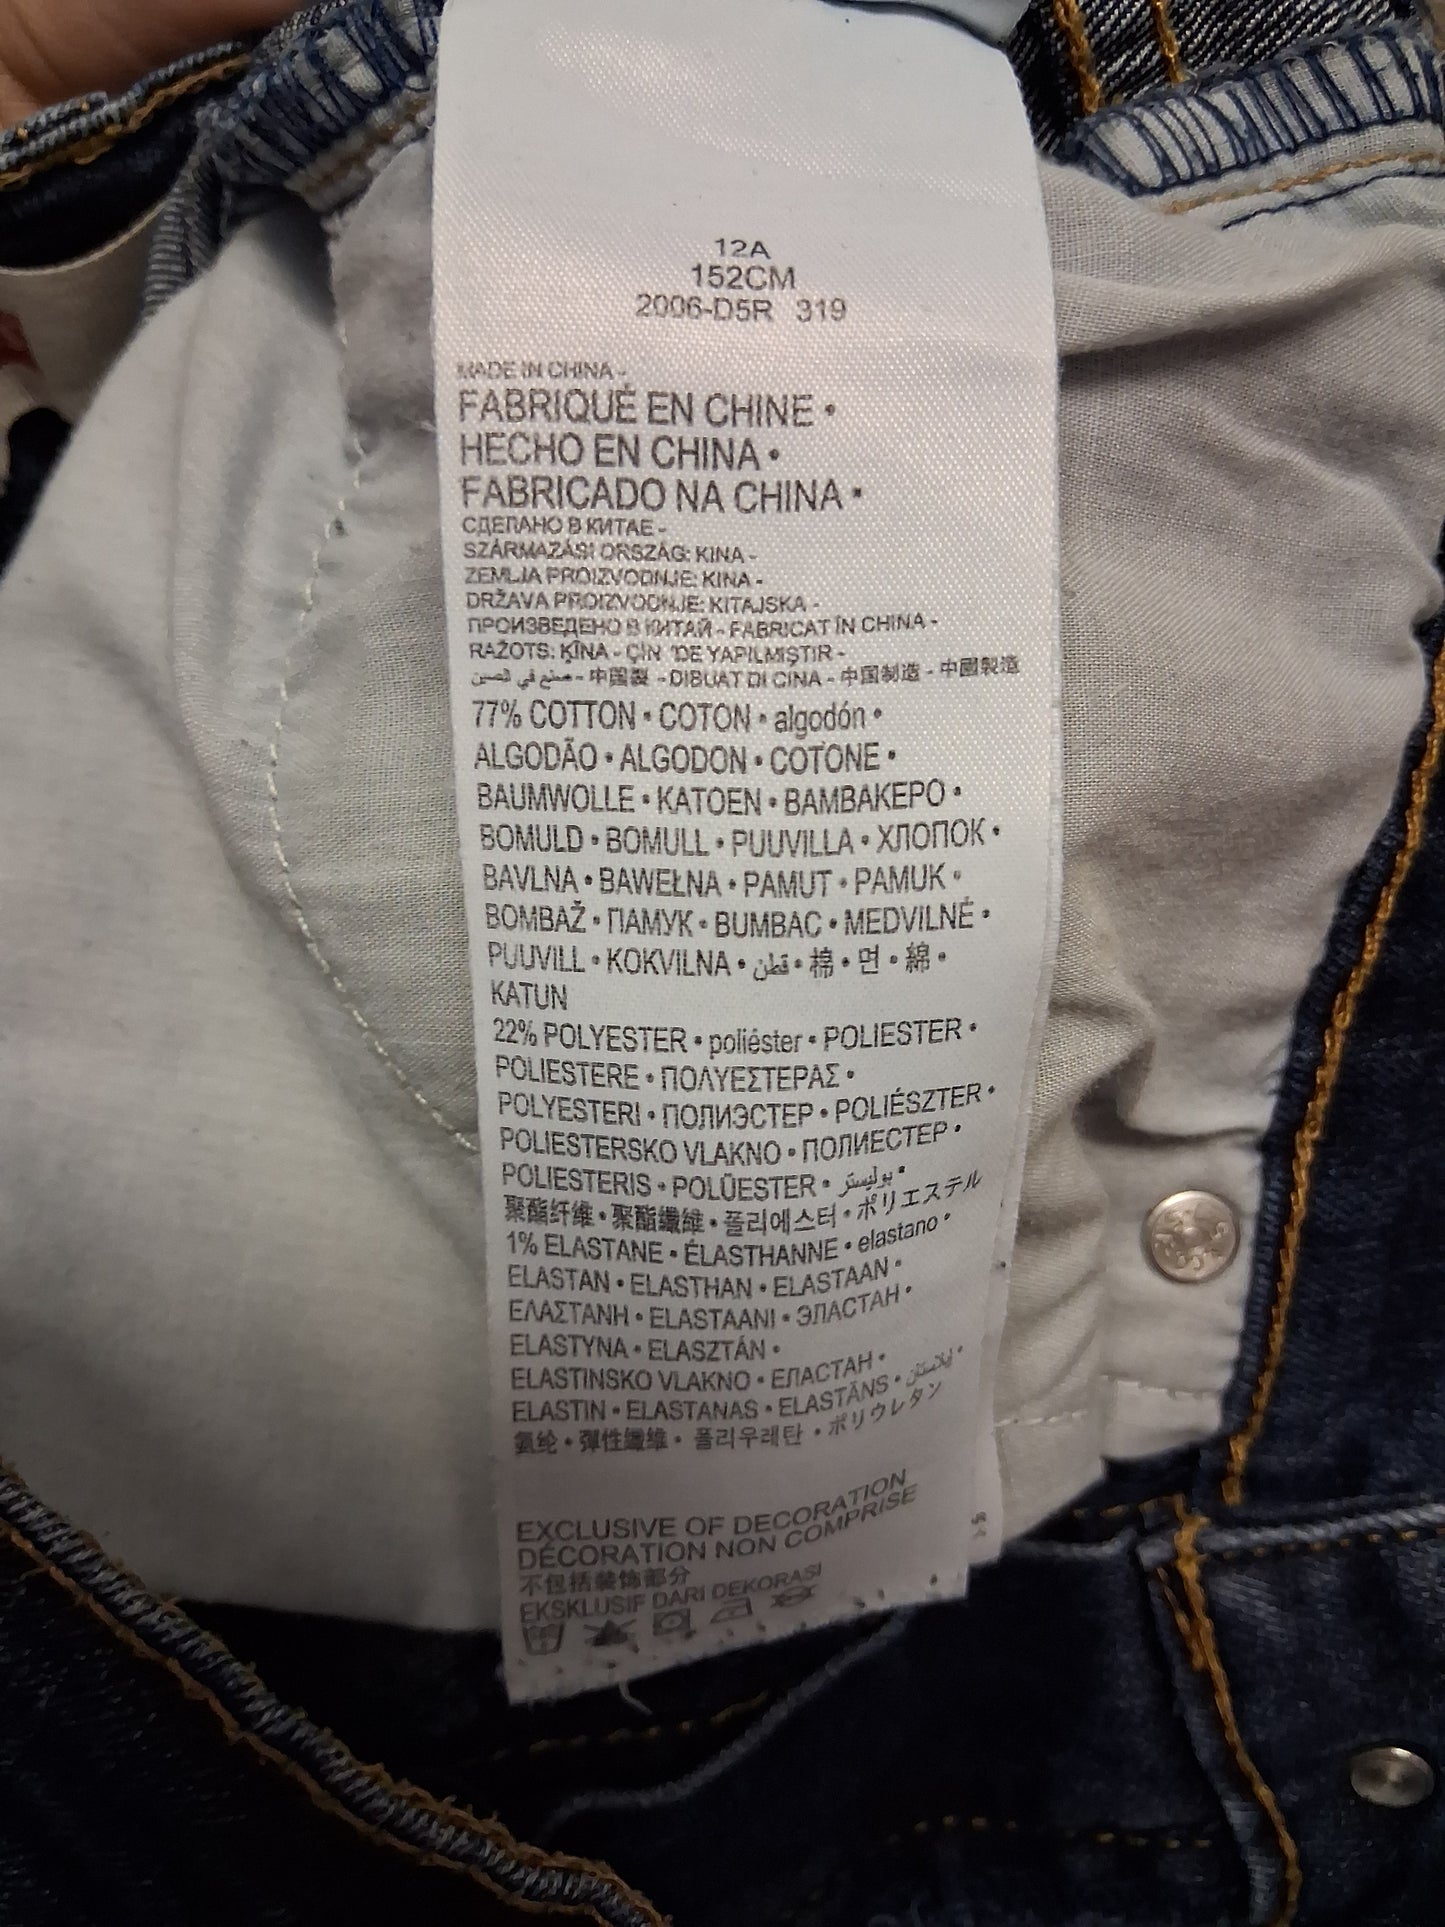 12A
152CM
2006-D5R 319
MADE IN CHINA -
FABRIQUÉ EN CHINE •
HECHO EN CHINA •
FABRICADO NA CHINA •
СДЕЛАНО В КИТАЕ -
SZÁRMAZÁSI ORSZÁG: KINA -
ZEMLJA PROIZVODNJE: KINA -
DRŽAVA PROIZVODNJE: KITAJSKA -
ПРОИЗВЕДЕНО В КИТАЙ - FABRICAT ÎN CHINA -
RAŽOTS: ĶĪNA - ÇİN 'DE YAPILMIŞTIR -
صنع في الصين - 中国製 - DIBUAT DI CINA - 中国制造 - 中國製造
77% COTTON • COTON • algodón •
ALGODÃO • ALGODON • COTONE •
BAUMWOLLE • KATOEN • ΒΑΜΒΑΚΕΡΟ •
BOMULD • BOMULL • PUUVILLA • ХЛОПОК •
BAVLNA • BAWEŁNA • PAMUT • PAMUK •
BOMBAŽ • ПАМУК • BUMBAC • MEDVILNĖ •
PUUVILL • KOKVILNA • قطن • 棉 • 면 • 綿 •
KATUN
22% POLYESTER • poliéster • POLIESTER •
POLIESTERE • ΠΟΛΥΕΣΤΕΡΑΣ •
POLYESTERI • ПОЛИЭСТЕР • POLIÉSZTER •
POLIESTERSKO VLAKNO • ПОЛИЕСТЕР •
POLIESTERIS • POLÜESTER • بوليستر •
聚酯纤维 • 聚酯纖維 • 폴리에스터 • ポリエステル
1% ELASTANE • ÉLASTHANNE • elastano •
ELASTAN • ELASTHAN • ELASTAAN •
ΕΛΑΣΤΑΝΗ • ELASTAANI • ЭЛАСТАН •
ELASTYNA • ELASZTÁN •
ELASTINSKO VLAKNO • ЕЛАСТАН •
ELASTIN • ELASTANAS • ELASTĀNS • إيلاستان •
氨纶 • 彈性纖維 • 폴리우레탄 • ポリウレタン
EXCLUSIVE OF DECORATION
DÉCORATION NON COMPRISE
不包括装饰部分
EKSKLUSIF DARI DEKORASI